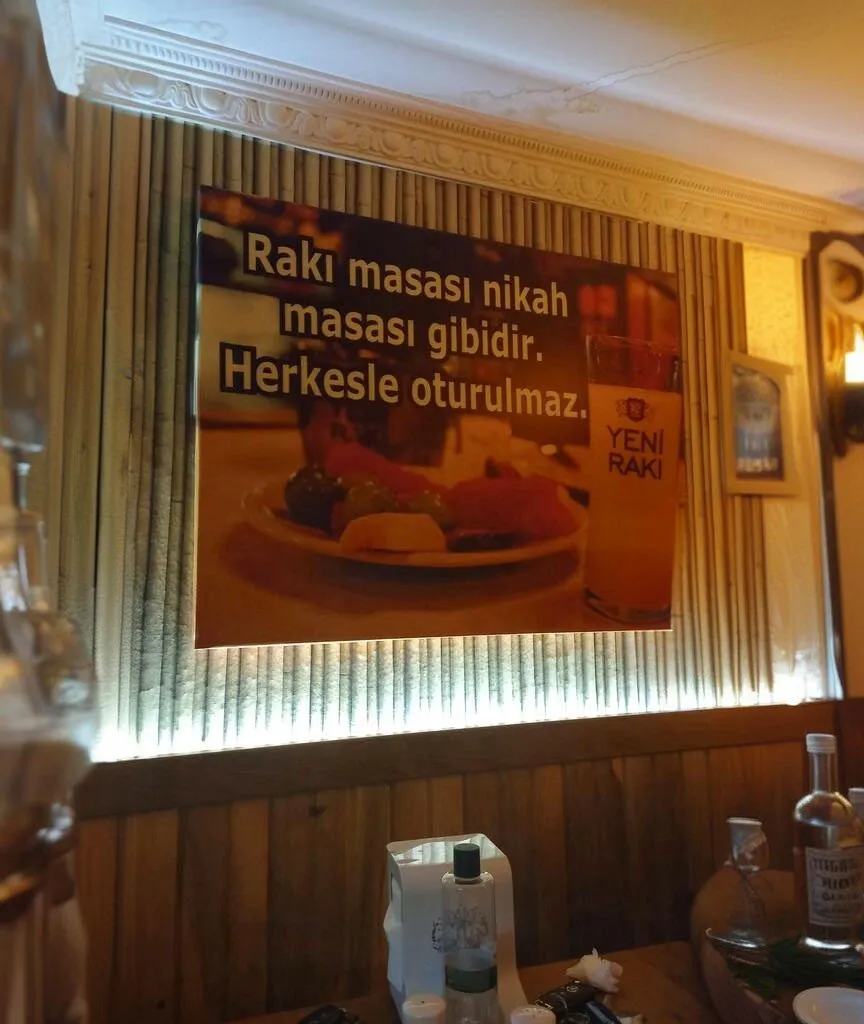 Rakı masası nikah
masası gibidir.
Herkesle oturulmaz.
YENİ
RAKI